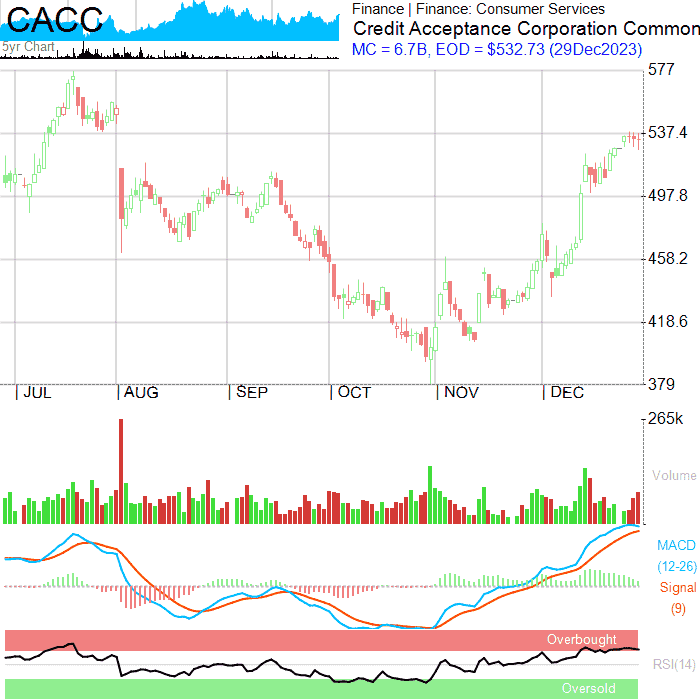 CACC
5yr Chart
Finance | Finance: Consumer Services
Credit Acceptance Corporation Common
MC = 6.7B, EOD = $532.73 (29Dec2023)
577
537.4
497.8
458.2
418.6
379
| JUL | AUG | SEP | OCT | NOV | DEC
265k
Volume
MACD
(12-26)
Signal
(9)
Overbought
RSI(14)
Oversold